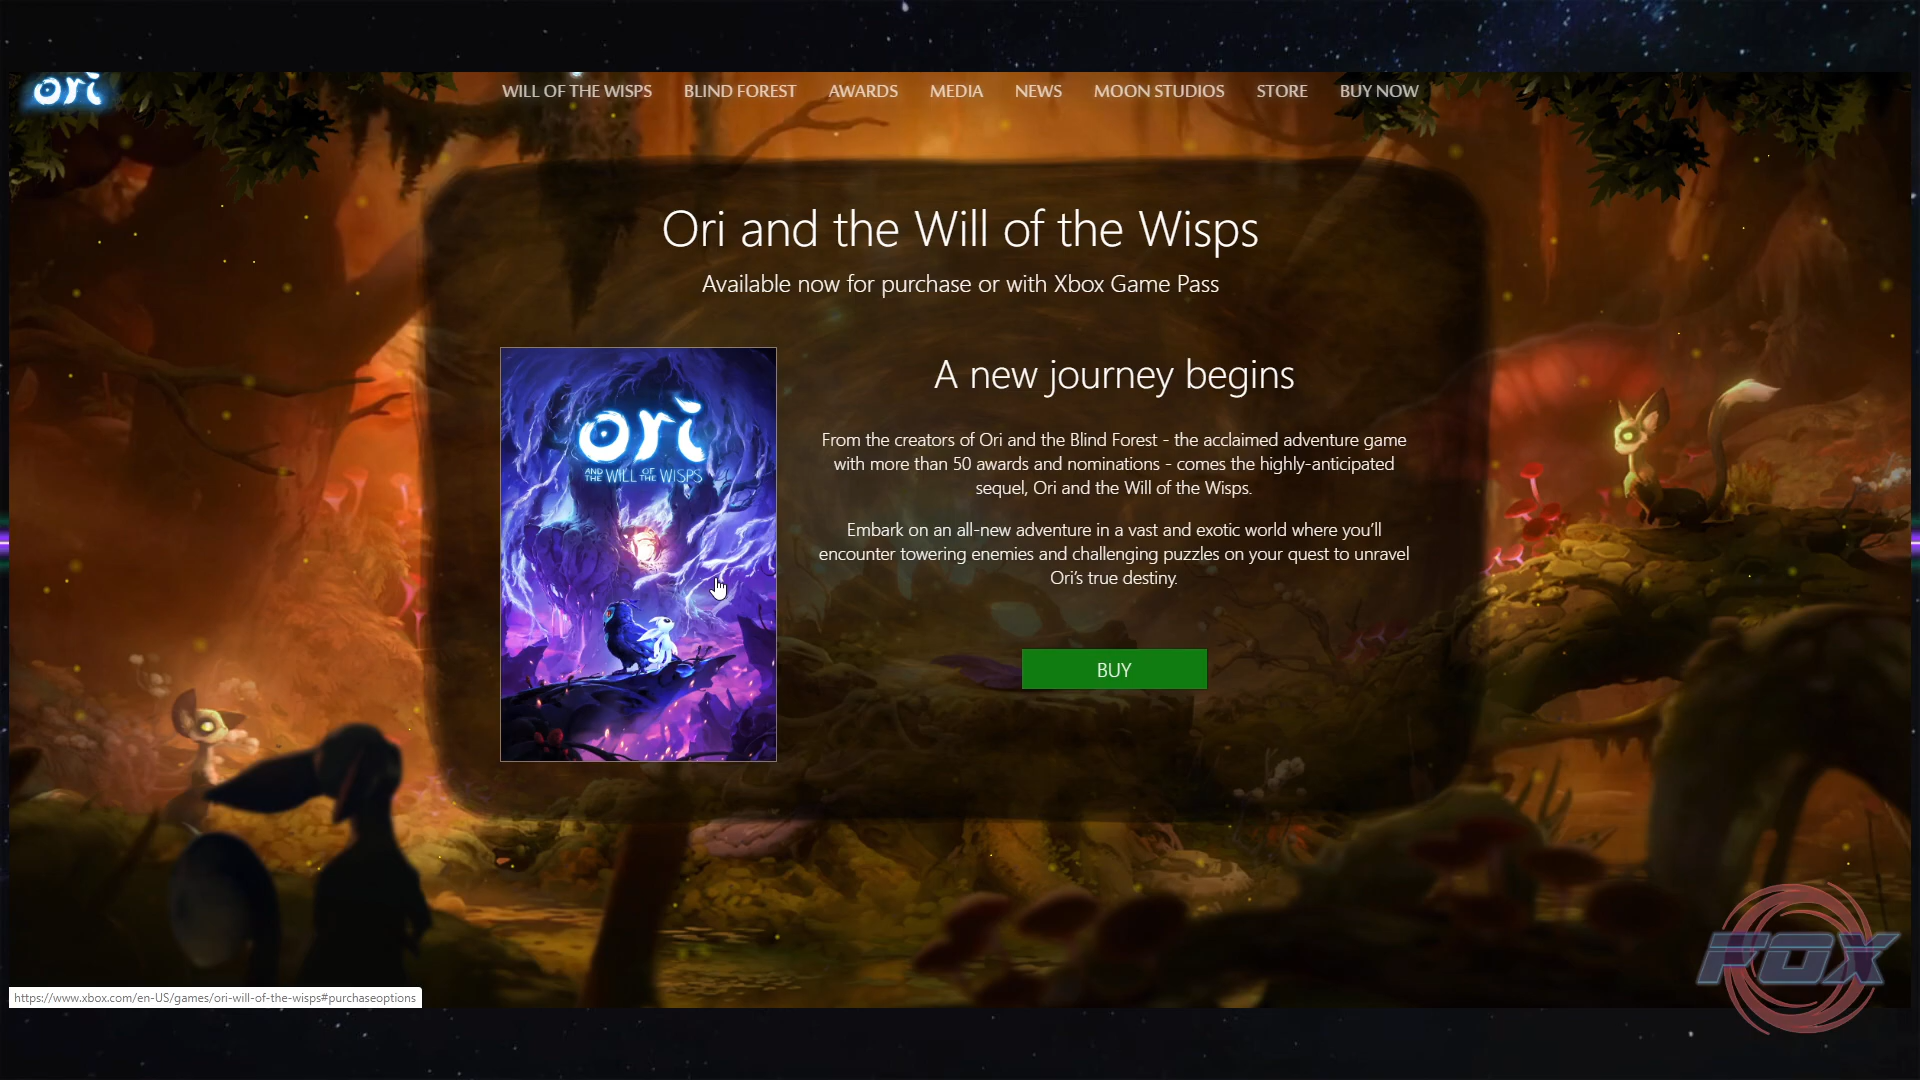 ori
WILL OF THE WISPS BLIND FOREST AWARDS MEDIA NEWS MOON STUDIOS STORE BUY NOW
Ori and the Will of the Wisps
Available now for purchase or with Xbox Game Pass
ori
AND THE WILL OF THE WISPS
A new journey begins
From the creators of Ori and the Blind Forest - the acclaimed adventure game
with more than 50 awards and nominations - comes the highly-anticipated
sequel, Ori and the Will of the Wisps.
Embark on an all-new adventure in a vast and exotic world where you’ll
encounter towering enemies and challenging puzzles on your quest to unravel
Ori’s true destiny.
BUY
https://www.xbox.com/en-US/games/ori-will-of-the-wisps#purchaseoptions
FOX